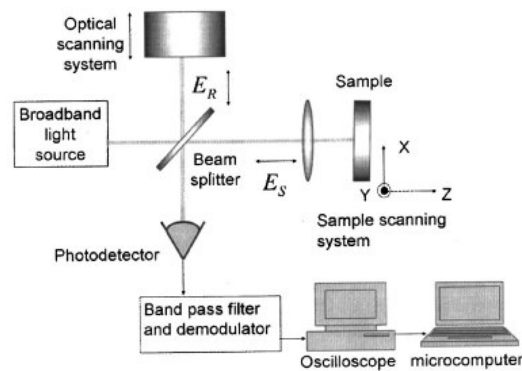 Optical
scanning
system
E_R
Sample
Broadband
light
source
Beam
splitter
E_S
X
Y
Z
Sample scanning
system
Photodetector
Band pass filter
and demodulator
Oscilloscope
microcomputer